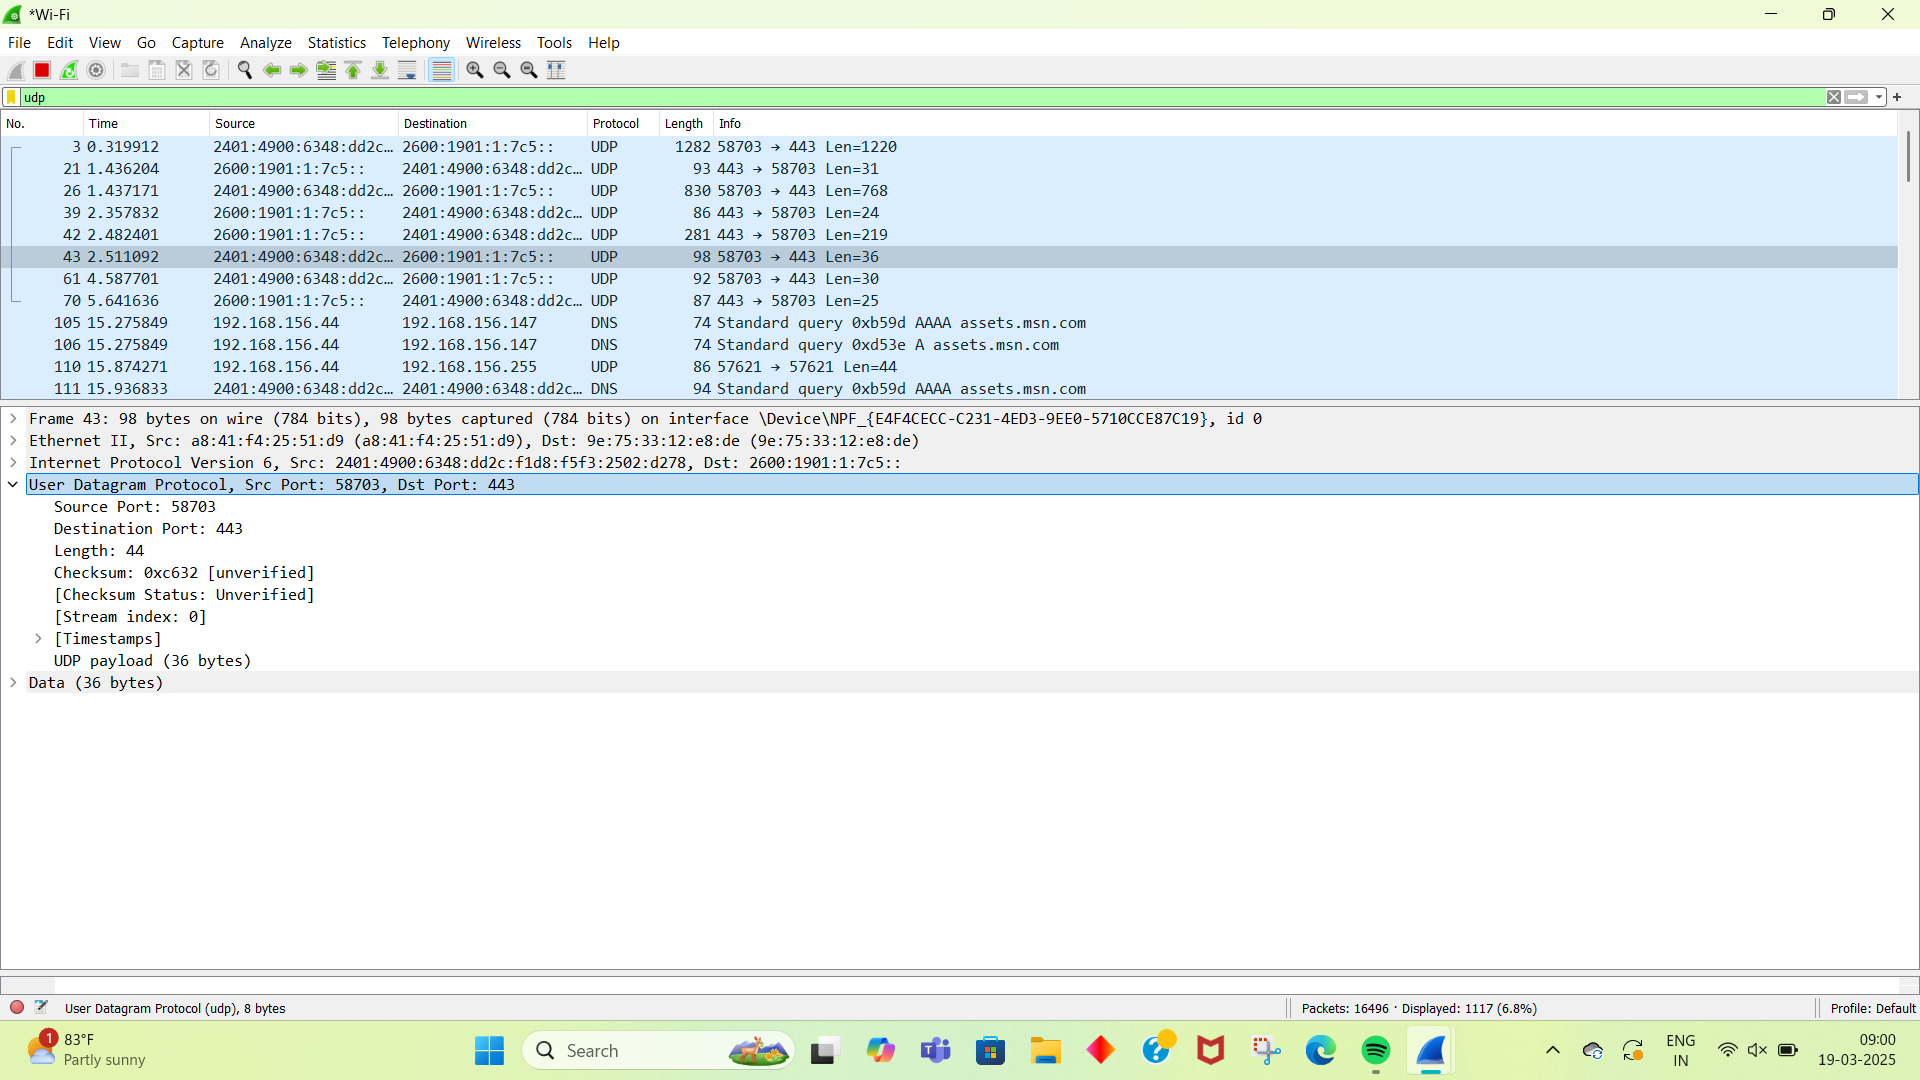 *Wi-Fi
File Edit View Go Capture Analyze Statistics Telephony Wireless Tools Help
udp
No. Time Source Destination Protocol Length Info
3 0.319912 2401:4900:6348:dd2c… 2600:1901:1:7c5:: UDP 1282 58703 → 443 Len=1220
21 1.436204 2600:1901:1:7c5:: 2401:4900:6348:dd2c… UDP 93 443 → 58703 Len=31
26 1.437171 2401:4900:6348:dd2c… 2600:1901:1:7c5:: UDP 830 58703 → 443 Len=768
39 2.357832 2600:1901:1:7c5:: 2401:4900:6348:dd2c… UDP 86 443 → 58703 Len=24
42 2.482401 2600:1901:1:7c5:: 2401:4900:6348:dd2c… UDP 281 443 → 58703 Len=219
43 2.511092 2401:4900:6348:dd2c… 2600:1901:1:7c5:: UDP 98 58703 → 443 Len=36
61 4.587701 2401:4900:6348:dd2c… 2600:1901:1:7c5:: UDP 92 58703 → 443 Len=30
70 5.641636 2600:1901:1:7c5:: 2401:4900:6348:dd2c… UDP 87 443 → 58703 Len=25
105 15.275849 192.168.156.44 192.168.156.147 DNS 74 Standard query 0xb59d AAAA assets.msn.com
106 15.275849 192.168.156.44 192.168.156.147 DNS 74 Standard query 0xd53e A assets.msn.com
110 15.874271 192.168.156.44 192.168.156.255 UDP 86 57621 → 57621 Len=44
111 15.936833 2401:4900:6348:dd2c… 2401:4900:6348:dd2c… DNS 94 Standard query 0xb59d AAAA assets.msn.com
Frame 43: 98 bytes on wire (784 bits), 98 bytes captured (784 bits) on interface \Device\NPF_{E4F4CECC-C231-4ED3-9EE0-5710CCE87C19}, id 0
Ethernet II, Src: a8:41:f4:25:51:d9 (a8:41:f4:25:51:d9), Dst: 9e:75:33:12:e8:de (9e:75:33:12:e8:de)
Internet Protocol Version 6, Src: 2401:4900:6348:dd2c:f1d8:f5f3:2502:d278, Dst: 2600:1901:1:7c5::
User Datagram Protocol, Src Port: 58703, Dst Port: 443
Source Port: 58703
Destination Port: 443
Length: 44
Checksum: 0xc632 [unverified]
[Checksum Status: Unverified]
[Stream index: 0]
[Timestamps]
UDP payload (36 bytes)
Data (36 bytes)
User Datagram Protocol (udp), 8 bytes Packets: 16496 · Displayed: 1117 (6.8%) Profile: Default
1 83°F Search ENG 09:00
Partly sunny IN 19-03-2025